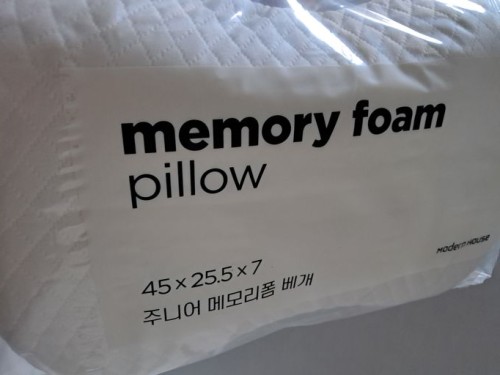 memory foam
pillow
modern House
45 × 25.5 × 7
주니어 메모리폼 베개